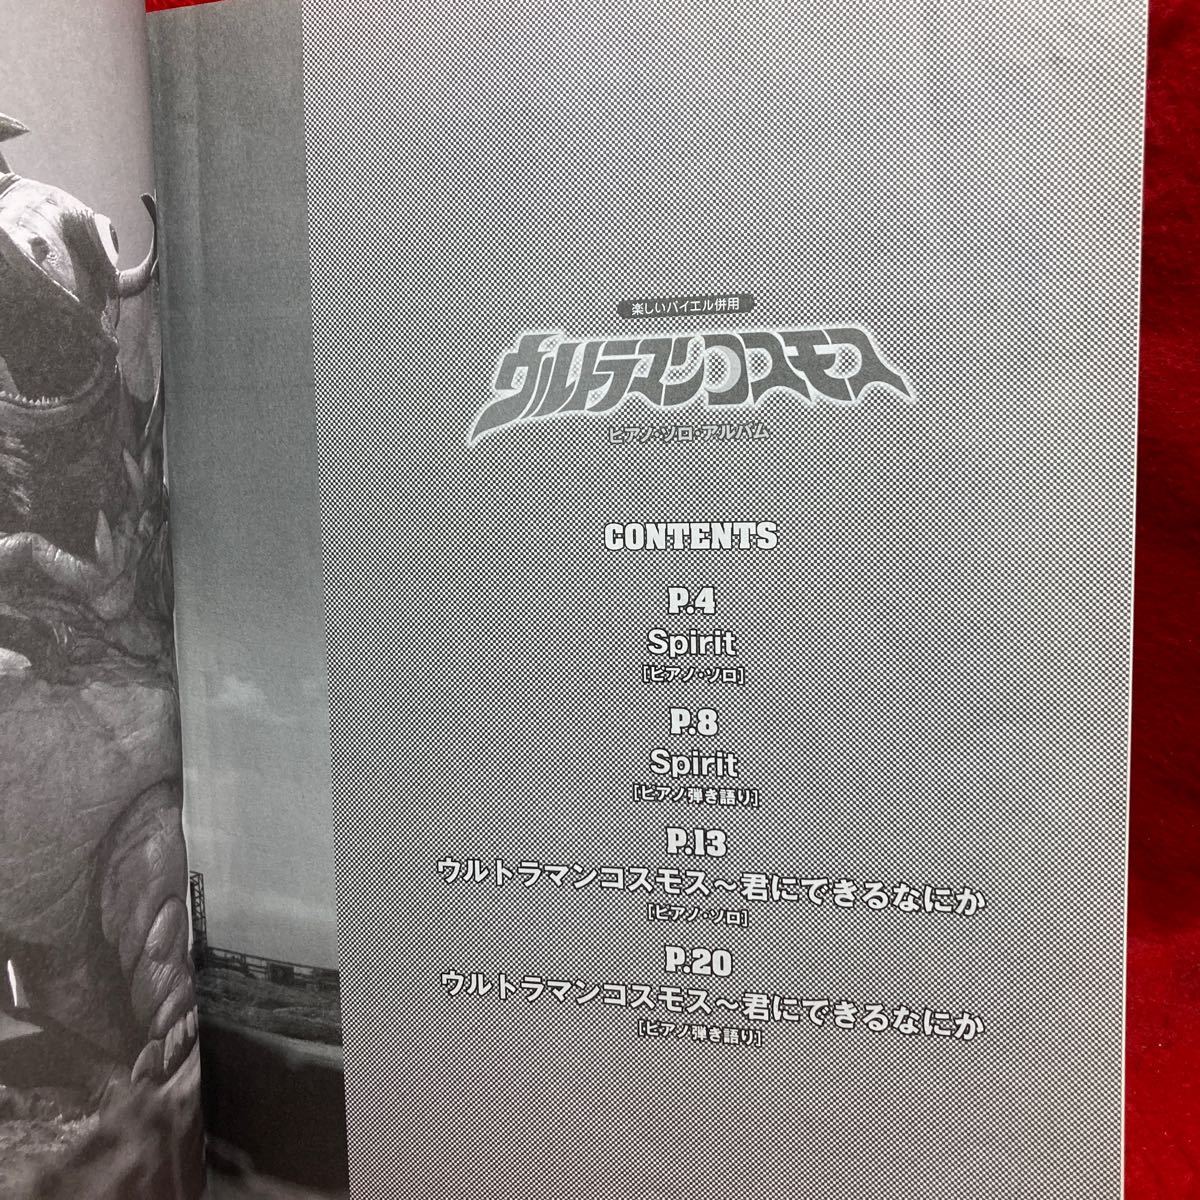 楽しいバイエル併用
ウルトラマンコスモス
ピアノ・ソロ・アルバム
CONTENTS
P.4
Spirit
[ピアノ・ソロ]
P.8
Spirit
[ピアノ弾き語り]
P.13
ウルトラマンコスモス〜君にできるなにか
[ピアノ・ソロ]
P.20
ウルトラマンコスモス〜君にできるなにか
[ピアノ弾き語り]